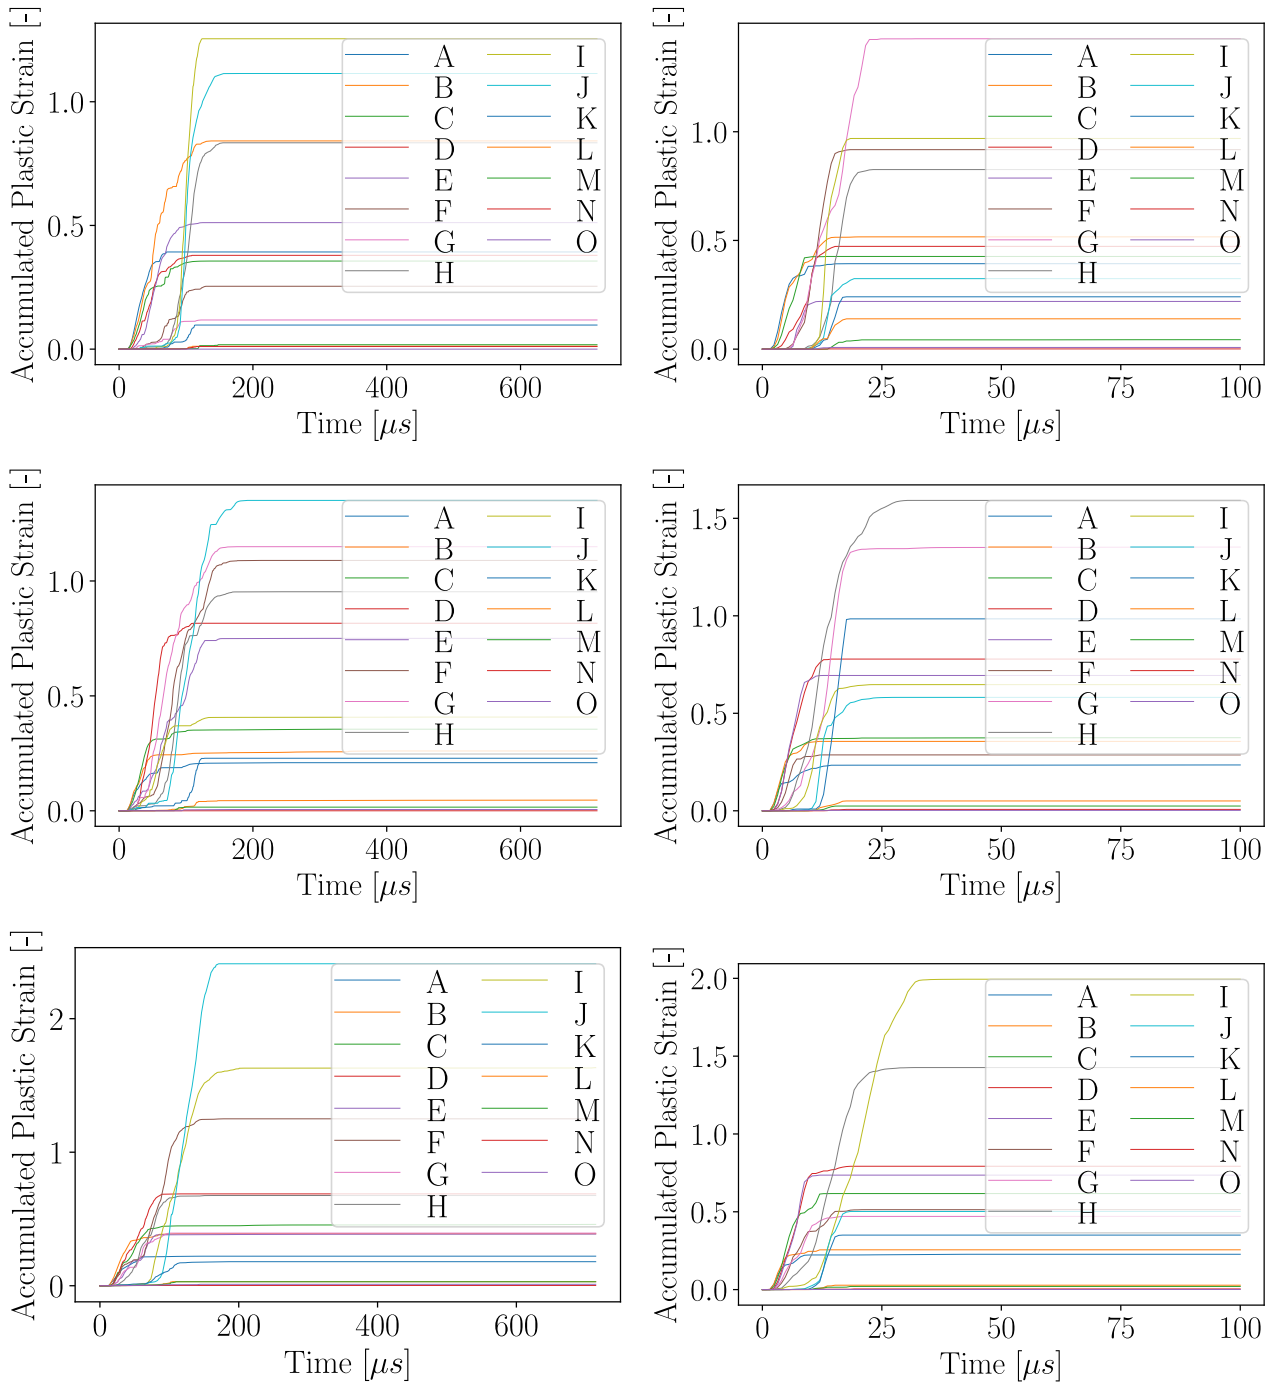 Accumulated Plastic Strain [-]
1.0
0.5
0.0
A I
B J
C K
D L
E M
F N
G O
H
0 200 400 600
Time [μs]
Accumulated Plastic Strain [-]
1.0
0.5
0.0
A I
B J
C K
D L
E M
F N
G O
H
0 25 50 75 100
Time [μs]
Accumulated Plastic Strain [-]
1.0
0.5
0.0
A I
B J
C K
D L
E M
F N
G O
H
0 200 400 600
Time [μs]
Accumulated Plastic Strain [-]
1.5
1.0
0.5
0.0
A I
B J
C K
D L
E M
F N
G O
H
0 25 50 75 100
Time [μs]
Accumulated Plastic Strain [-]
2
1
0
A I
B J
C K
D L
E M
F N
G O
H
0 200 400 600
Time [μs]
Accumulated Plastic Strain [-]
2.0
1.5
1.0
0.5
0.0
A I
B J
C K
D L
E M
F N
G O
H
0 25 50 75 100
Time [μs]